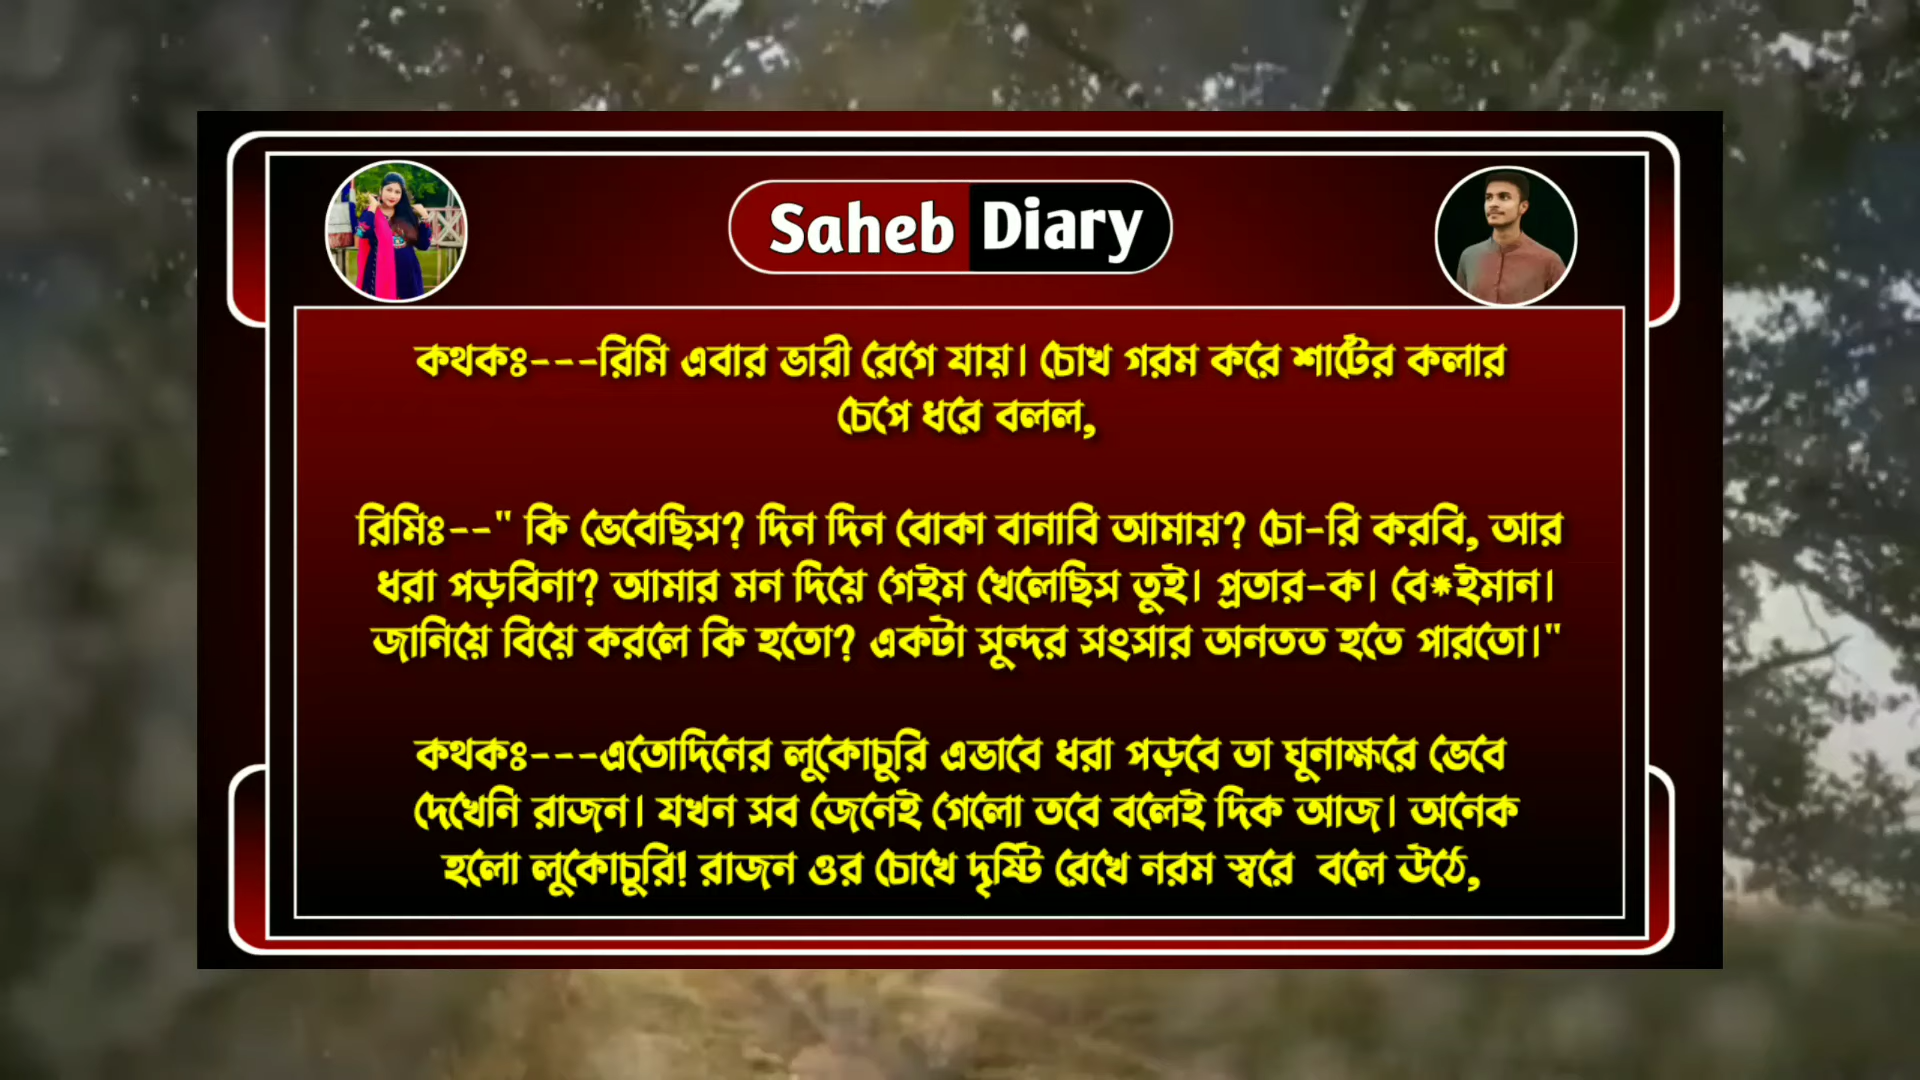 Saheb Diary
কথকঃ---রিমি এবার ভারী রেগে যায়। চোখ গরম করে শার্টের কলার
চেপে ধরে বলল,
রিমিঃ--" কি ভেবেছিস? দিন দিন বোকা বানাবি আমায়? চো-রি করবি, আর
ধরা পড়বিনা? আমার মন দিয়ে গেইম খেলেছিস তুই। প্রতার-ক। বে*ইমান।
জানিয়ে বিয়ে করলে কি হতো? একটা সুন্দর সংসার অনতত হতে পারতো।"
কথকঃ---এতোদিনের লুকোচুরি এভাবে ধরা পড়বে তা ঘুনাক্ষরে ভেবে
দেখেনি রাজন। যখন সব জেনেই গেলো তবে বলেই দিক আজ। অনেক
হলো লুকোচুরি! রাজন ওর চোখে দৃষ্টি রেখে নরম স্বরে বলে ঊঠে,